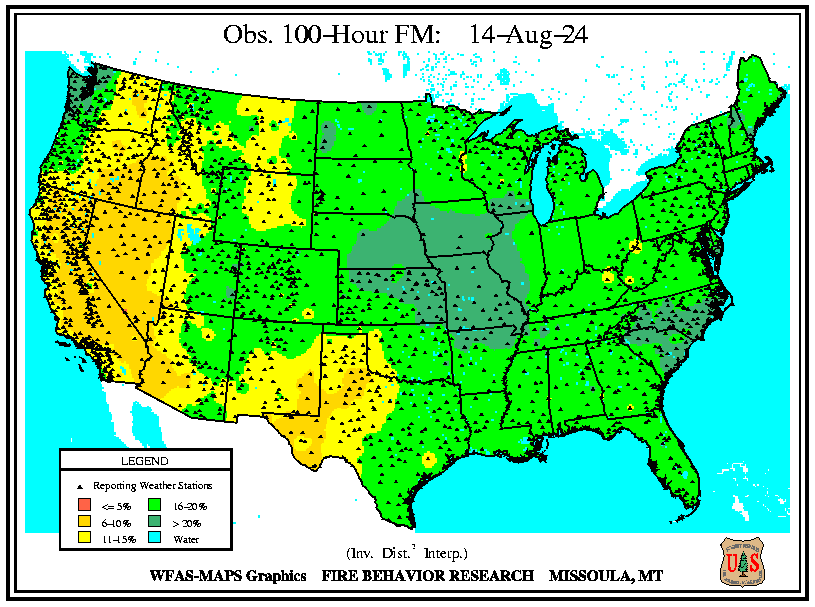 Obs. 100-Hour FM: 14-Aug-24
LEGEND
Reporting Weather Stations
<= 5% 16-20%
6-10% > 20%
11-15% Water
(Inv. Dist.² Interp.)
WFAS-MAPS Graphics FIRE BEHAVIOR RESEARCH MISSOULA, MT
U S